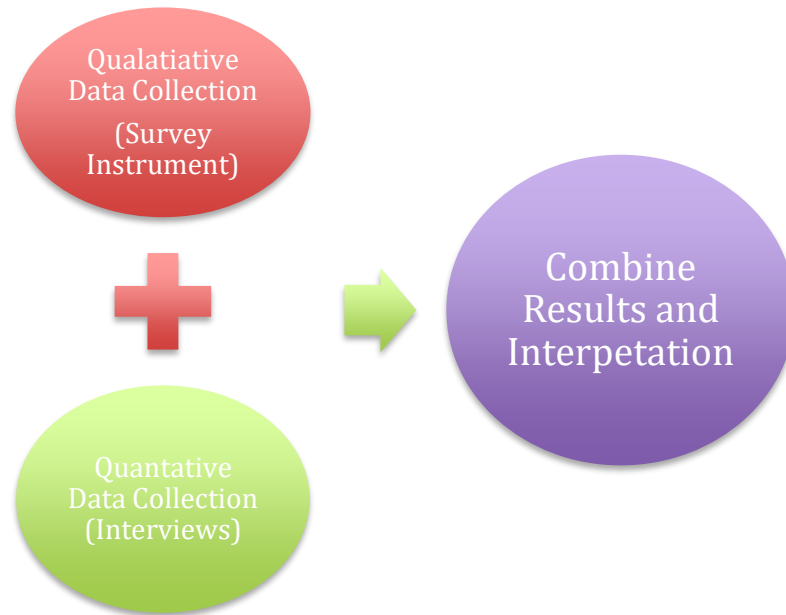 Qualatiative
Data Collection
(Survey
Instrument)
Quantative
Data Collection
(Interviews)
Combine
Results and
Interpetation